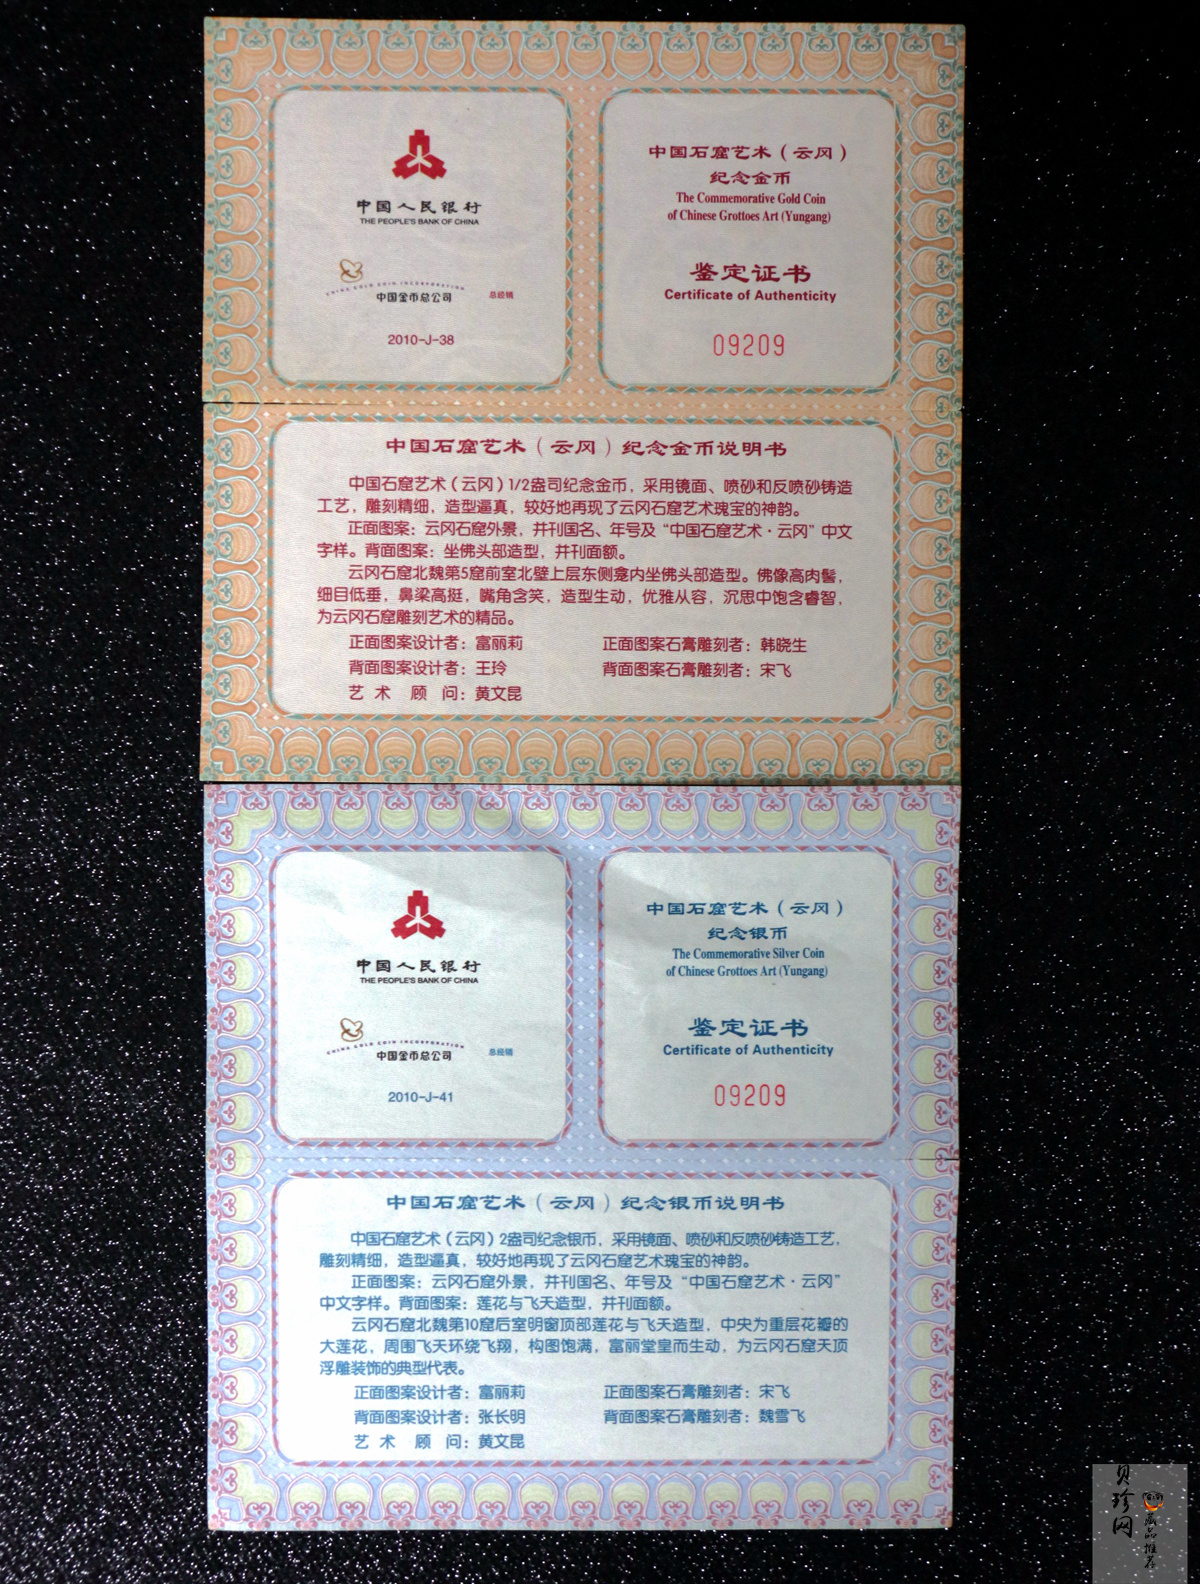 中国人民银行
THE PEOPLE'S BANK OF CHINA
CHINA GOLD COIN INCORPORATION
中国金币总公司 总经销
2010-J-38
中国石窟艺术（云冈）
纪念金币
The Commemorative Gold Coin
of Chinese Grottoes Art (Yungang)
鉴定证书
Certificate of Authenticity
09209
中国石窟艺术（云冈）纪念金币说明书
中国石窟艺术（云冈）1/2盎司纪念金币，采用镜面、喷砂和反喷砂铸造
工艺，雕刻精细，造型逼真，较好地再现了云冈石窟艺术瑰宝的神韵。
正面图案：云冈石窟外景，并刊国名、年号及“中国石窟艺术·云冈”中文
字样。背面图案：坐佛头部造型，并刊面额。
云冈石窟北魏第5窟前室北壁上层东侧龛内坐佛头部造型。佛像高肉髻，
细目低垂，鼻梁高挺，嘴角含笑，造型生动，优雅从容，沉思中饱含睿智，
为云冈石窟雕刻艺术的精品。
正面图案设计者：富丽莉 正面图案石膏雕刻者：韩晓生
背面图案设计者：王玲 背面图案石膏雕刻者：宋飞
艺术顾问：黄文昆
中国人民银行
THE PEOPLE'S BANK OF CHINA
CHINA GOLD COIN INCORPORATION
中国金币总公司 总经销
2010-J-41
中国石窟艺术（云冈）
纪念银币
The Commemorative Silver Coin
of Chinese Grottoes Art (Yungang)
鉴定证书
Certificate of Authenticity
09209
中国石窟艺术（云冈）纪念银币说明书
中国石窟艺术（云冈）2盎司纪念银币，采用镜面、喷砂和反喷砂铸造工艺，
雕刻精细，造型逼真，较好地再现了云冈石窟艺术瑰宝的神韵。
正面图案：云冈石窟外景，并刊国名、年号及“中国石窟艺术·云冈”
中文字样。背面图案：莲花与飞天造型，并刊面额。
云冈石窟北魏第10窟后室明窗顶部莲花与飞天造型，中央为重层花瓣的
大莲花，周围飞天环绕飞翔，构图饱满，富丽堂皇而生动，为云冈石窟天顶
浮雕装饰的典型代表。
正面图案设计者：富丽莉 正面图案石膏雕刻者：宋飞
背面图案设计者：张长明 背面图案石膏雕刻者：魏雪飞
艺术顾问：黄文昆
贝珍网
藏品推荐